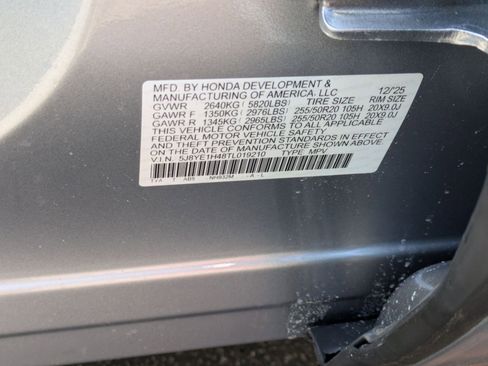 MFD. BY HONDA DEVELOPMENT &
MANUFACTURING OF AMERICA, LLC 12/25
GVWR 2640KG (5820LBS) TIRE SIZE RIM SIZE
GAWR F 1350KG (2976LBS) 255/50R20 105H 20X9.0J
GAWR R 1345KG (2965LBS) 255/50R20 105H 20X9.0J
THIS VEHICLE CONFORMS TO ALL APPLICABLE
FEDERAL MOTOR VEHICLE SAFETY
AND THEFT PREVENTION STANDARDS IN EFFECT
ON THE DATE OF MANUFACTURE SHOWN ABOVE.
V.I.N. 5J8YE1H48TL019210 TYPE: MPV
NH932M A - L